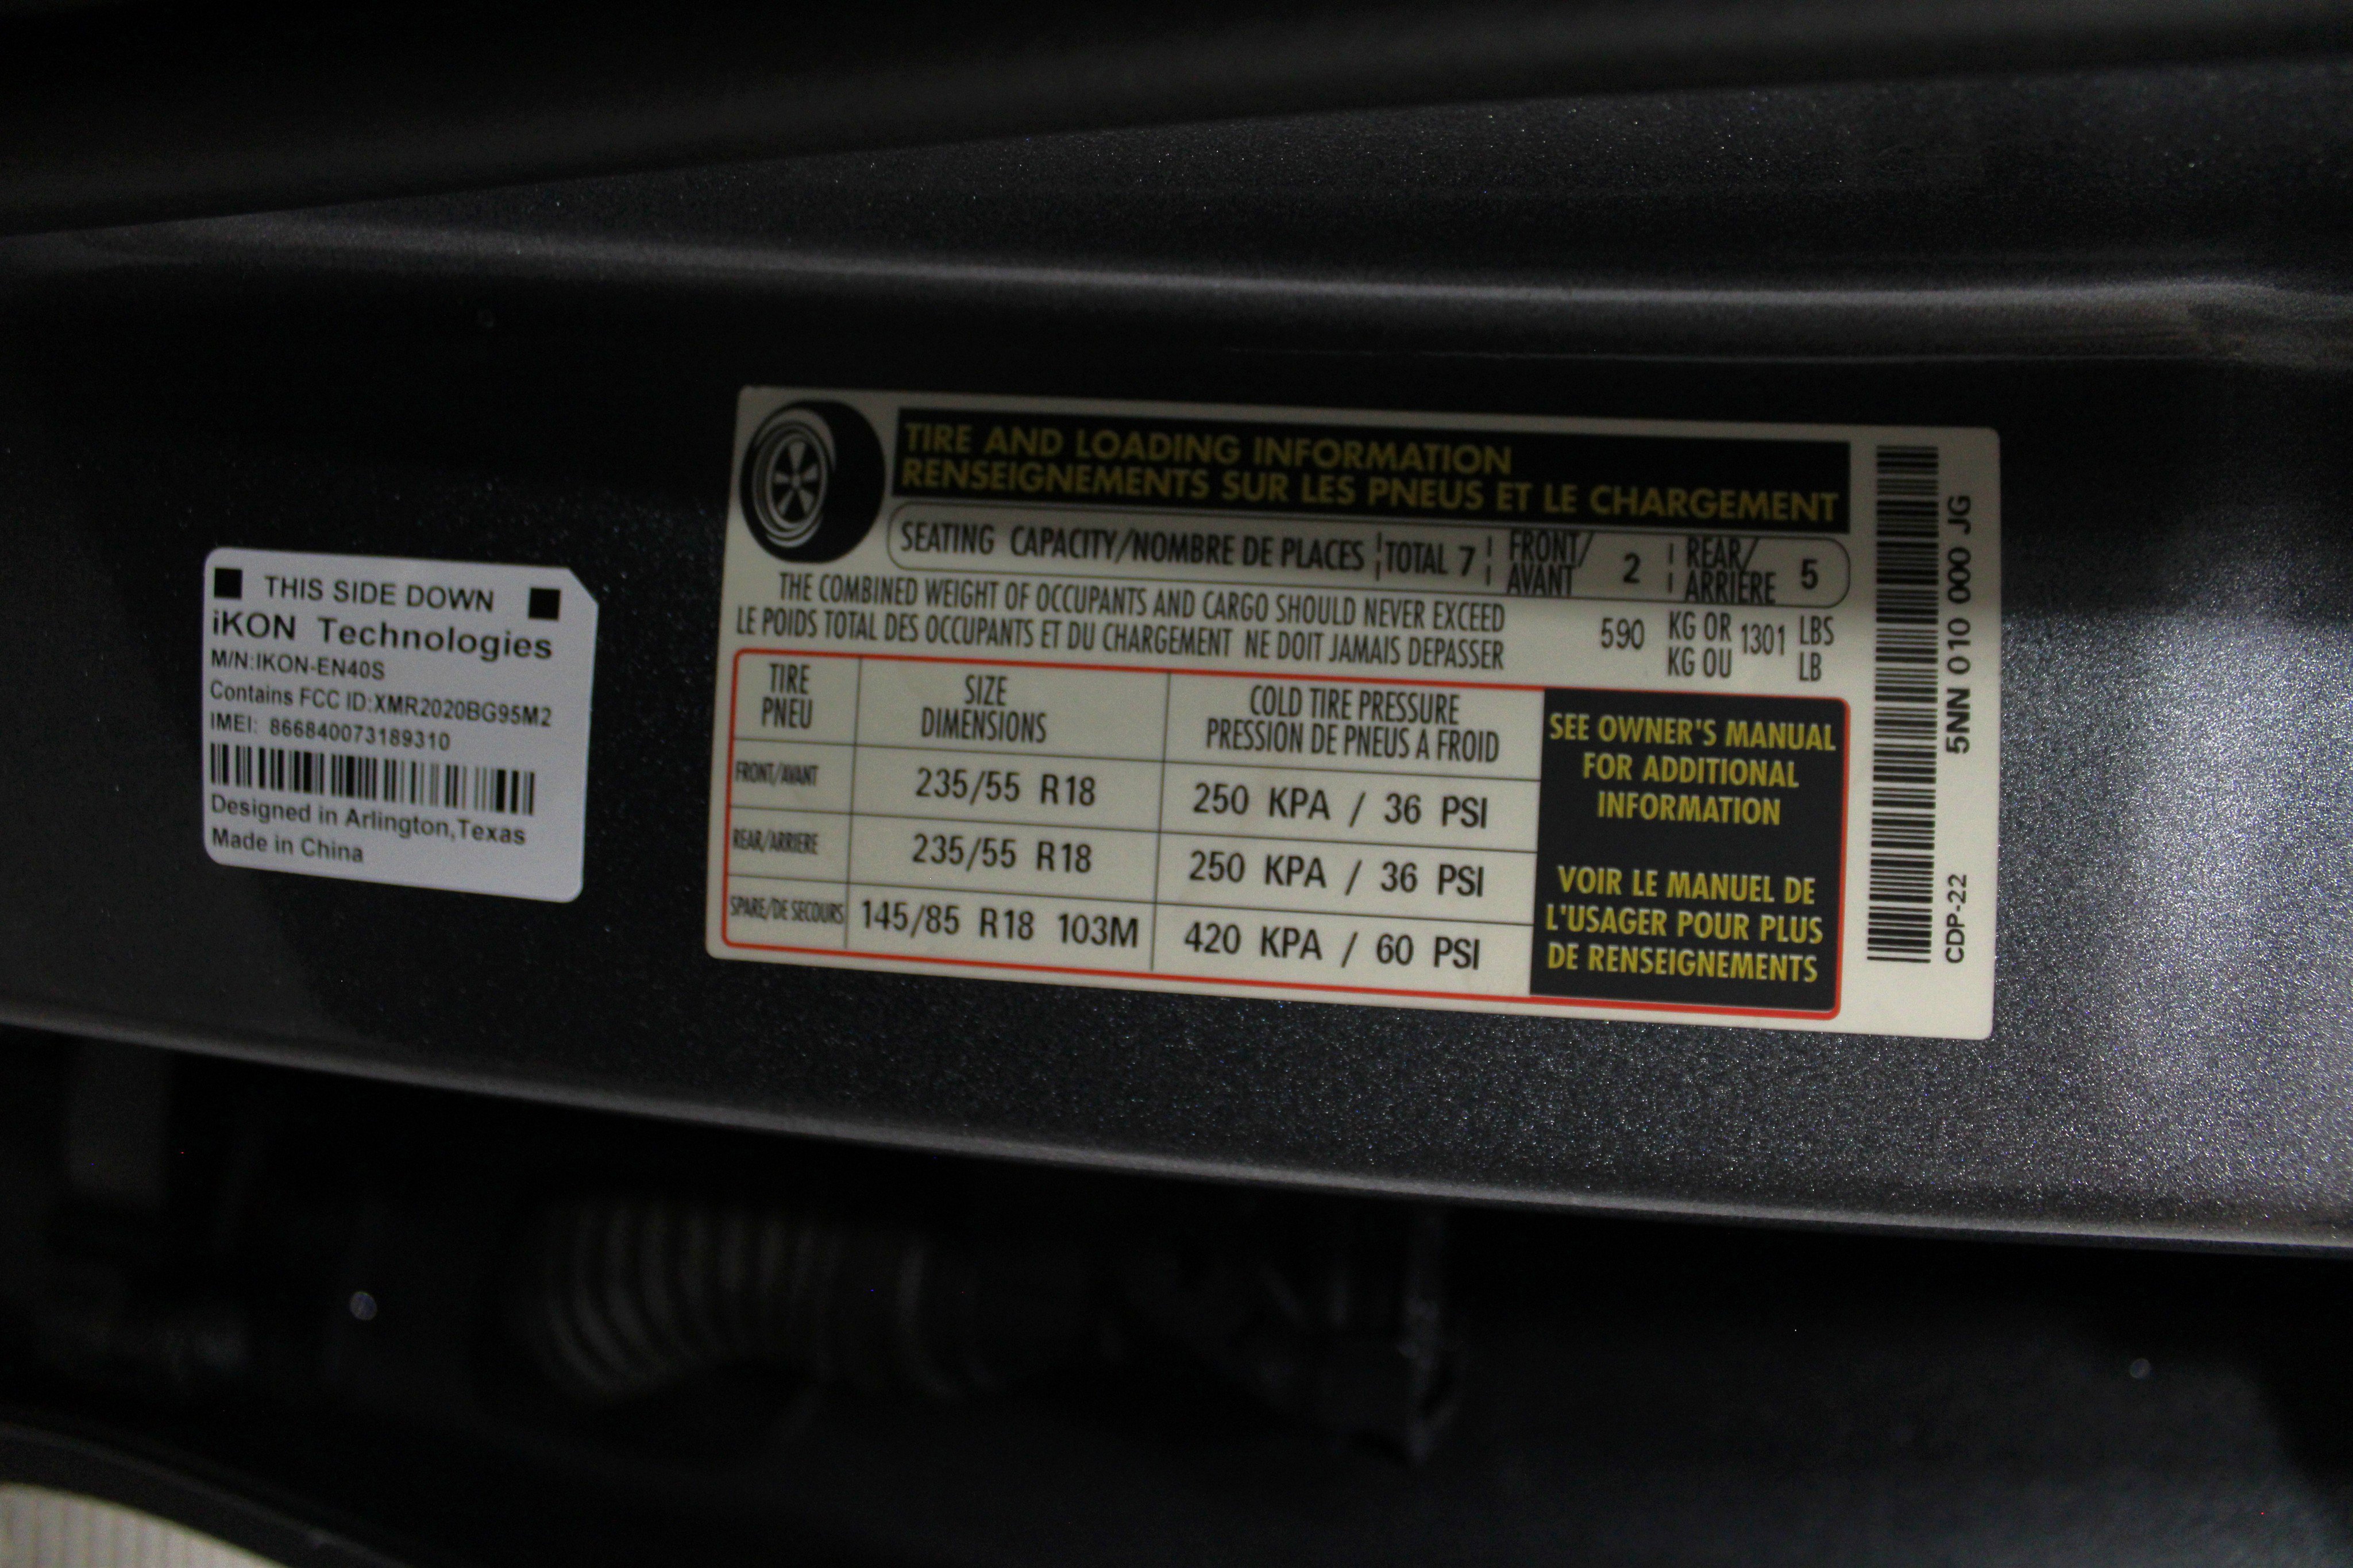 THIS SIDE DOWN
iKON Technologies
M/N:IKON-EN40S
Contains FCC ID:XMR2020BG95M2
IMEI: 866840073189310
Designed in Arlington,Texas
Made in China
TIRE AND LOADING INFORMATION
RENSEIGNEMENTS SUR LES PNEUS ET LE CHARGEMENT
SEATING CAPACITY/NOMBRE DE PLACES TOTAL 7 FRONT/AVANT 2 REAR/ARRIÈRE 5
THE COMBINED WEIGHT OF OCCUPANTS AND CARGO SHOULD NEVER EXCEED 590 KG OR 1301 LBS
LE POIDS TOTAL DES OCCUPANTS ET DU CHARGEMENT NE DOIT JAMAIS DEPASSER KG OU LB
TIRE SIZE COLD TIRE PRESSURE
PNEU DIMENSIONS PRESSION DE PNEUS A FROID
FRONT/AVANT 235/55 R18 250 KPA / 36 PSI
REAR/ARRIERE 235/55 R18 250 KPA / 36 PSI
SPARE/DE SECOURS 145/85 R18 103M 420 KPA / 60 PSI
SEE OWNER'S MANUAL
FOR ADDITIONAL
INFORMATION
VOIR LE MANUEL DE
L'USAGER POUR PLUS
DE RENSEIGNEMENTS
5NN 010 000 JG
CDP-22